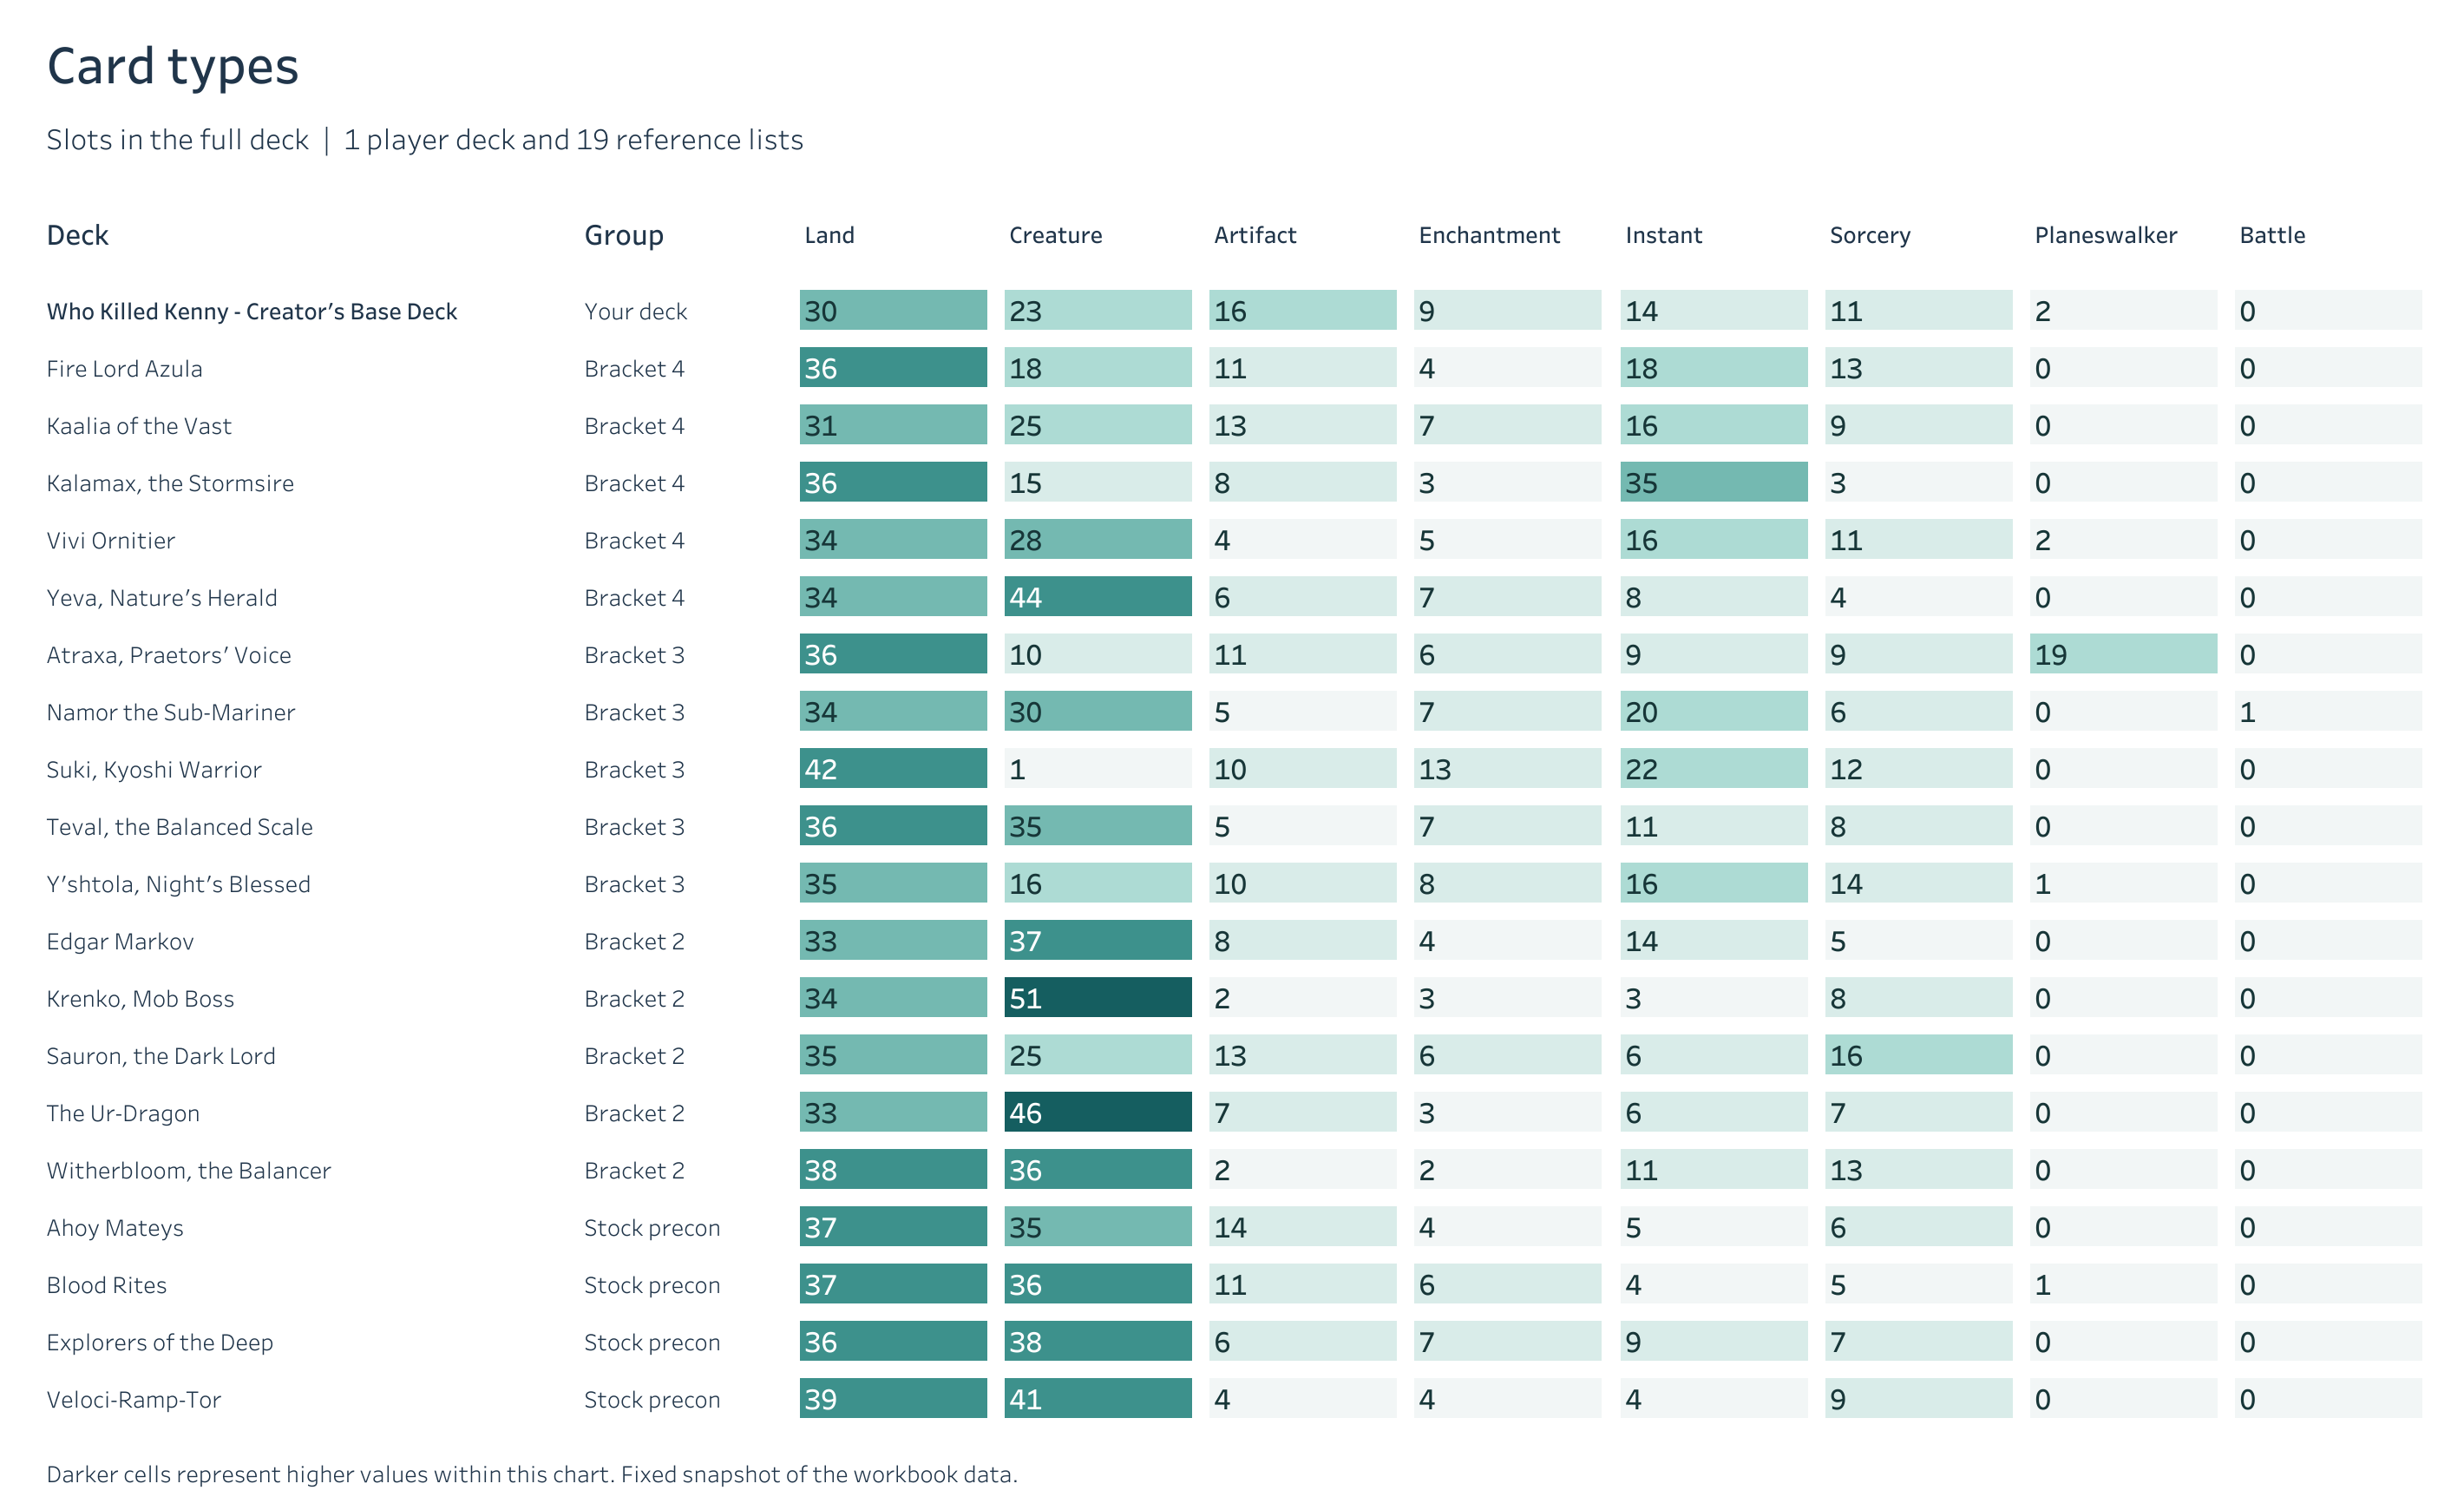 Card types
Slots in the full deck | 1 player deck and 19 reference lists
Deck Group Land Creature Artifact Enchantment Instant Sorcery Planeswalker Battle
Who Killed Kenny - Creator’s Base Deck Your deck 30 23 16 9 14 11 2 0
Fire Lord Azula Bracket 4 36 18 11 4 18 13 0 0
Kaalia of the Vast Bracket 4 31 25 13 7 16 9 0 0
Kalamax, the Stormsire Bracket 4 36 15 8 3 35 3 0 0
Vivi Ornitier Bracket 4 34 28 4 5 16 11 2 0
Yeva, Nature’s Herald Bracket 4 34 44 6 7 8 4 0 0
Atraxa, Praetors’ Voice Bracket 3 36 10 11 6 9 9 19 0
Namor the Sub-Mariner Bracket 3 34 30 5 7 20 6 0 1
Suki, Kyoshi Warrior Bracket 3 42 1 10 13 22 12 0 0
Teval, the Balanced Scale Bracket 3 36 35 5 7 11 8 0 0
Y’shtola, Night’s Blessed Bracket 3 35 16 10 8 16 14 1 0
Edgar Markov Bracket 2 33 37 8 4 14 5 0 0
Krenko, Mob Boss Bracket 2 34 51 2 3 3 8 0 0
Sauron, the Dark Lord Bracket 2 35 25 13 6 6 16 0 0
The Ur-Dragon Bracket 2 33 46 7 3 6 7 0 0
Witherbloom, the Balancer Bracket 2 38 36 2 2 11 13 0 0
Ahoy Mateys Stock precon 37 35 14 4 5 6 0 0
Blood Rites Stock precon 37 36 11 6 4 5 1 0
Explorers of the Deep Stock precon 36 38 6 7 9 7 0 0
Veloci-Ramp-Tor Stock precon 39 41 4 4 4 9 0 0
Darker cells represent higher values within this chart. Fixed snapshot of the workbook data.